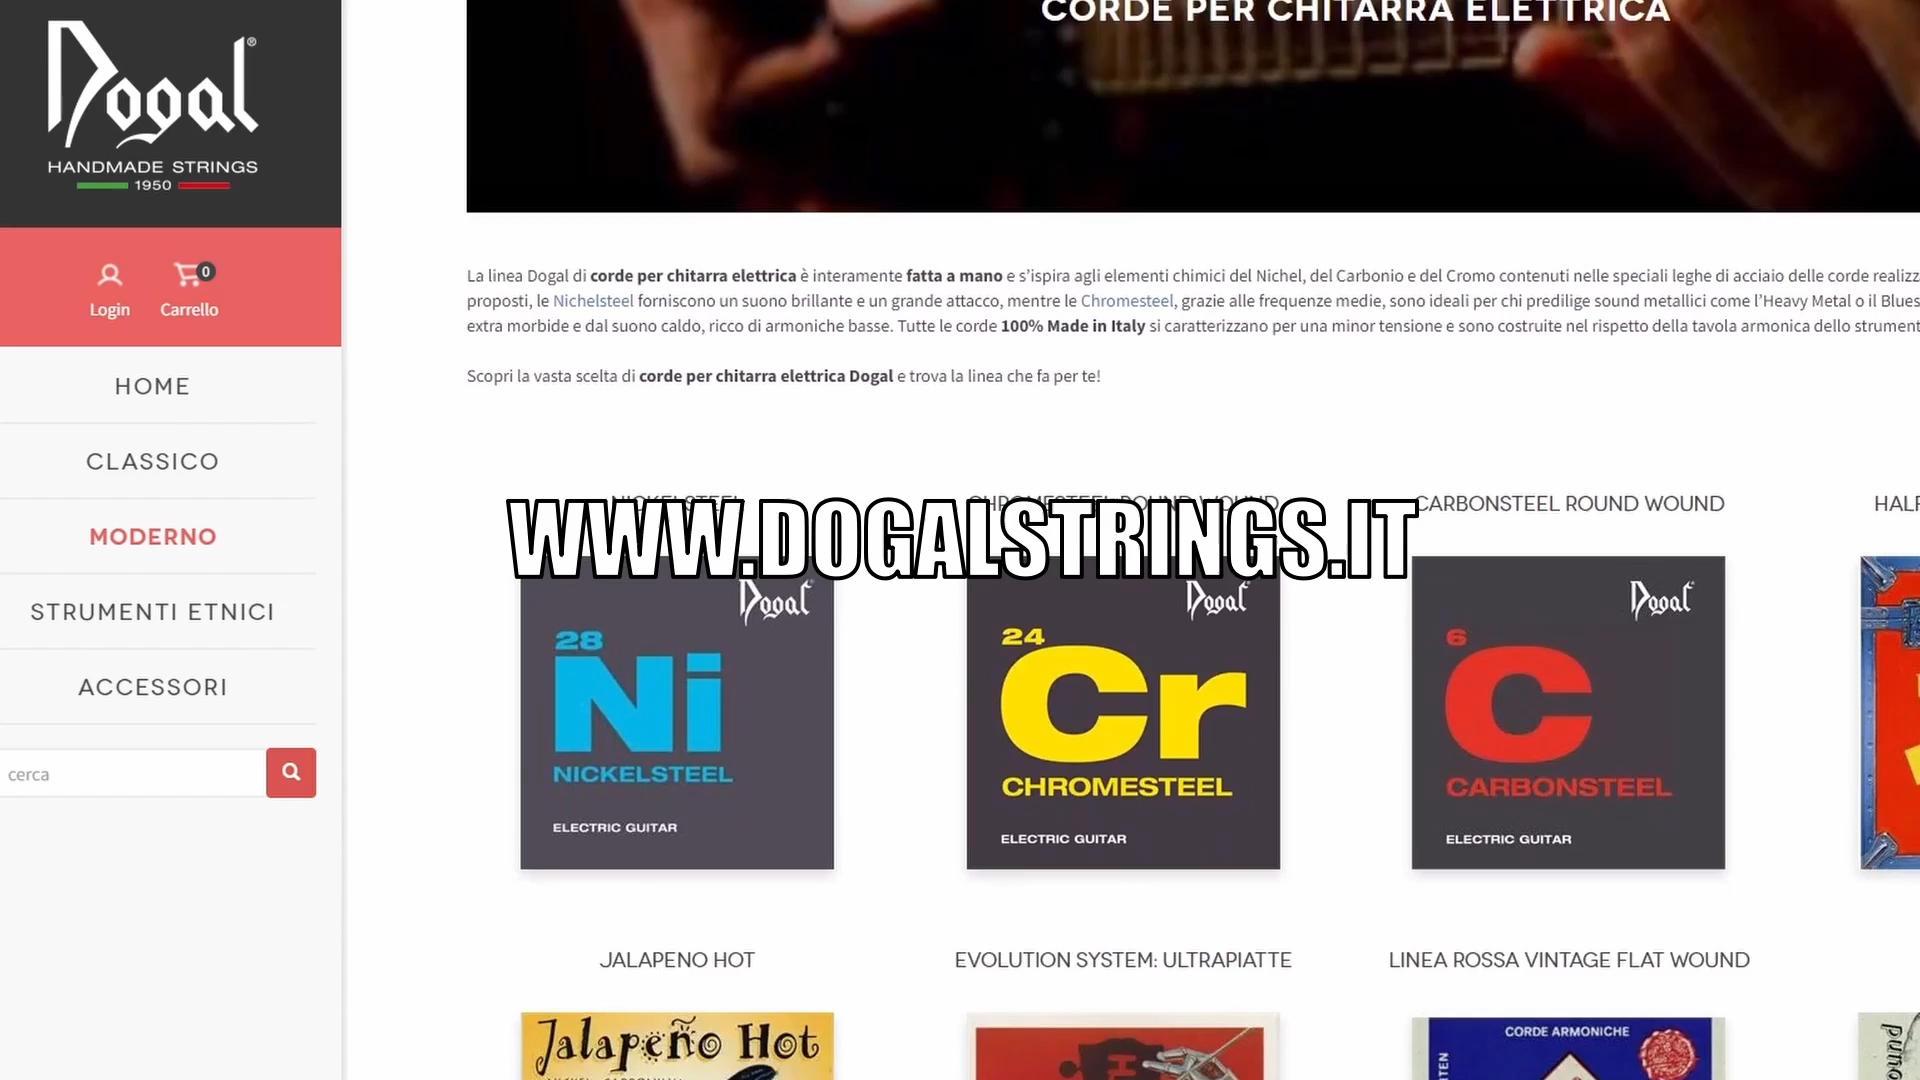 Dogal®
HANDMADE STRINGS
1950
0
Login
Carrello
HOME
CLASSICO
MODERNO
STRUMENTI ETNICI
ACCESSORI
cerca
CORDE PER CHITARRA ELETTRICA
La linea Dogal di corde per chitarra elettrica è interamente fatta a mano e s’ispira agli elementi chimici del Nichel, del Carbonio e del Cromo contenuti nelle speciali leghe di acciaio delle corde
proposti, le Nichelsteel forniscono un suono brillante e un grande attacco, mentre le Chromesteel, grazie alle frequenze medie, sono ideali per chi predilige sound metallici come l’Heavy Metal o il Blues
extra morbide e dal suono caldo, ricco di armoniche basse. Tutte le corde 100% Made in Italy si caratterizzano per una minor tensione e sono costruite nel rispetto della tavola armonica dello
Scopri la vasta scelta di corde per chitarra elettrica Dogal e trova la linea che fa per te!
NICKELSTEEL
CHROMESTEEL ROUND WOUND
CARBONSTEEL ROUND WOUND
WWW.DOGALSTRINGS.IT
Dogal
28
Ni
NICKELSTEEL
ELECTRIC GUITAR
Dogal
24
Cr
CHROMESTEEL
ELECTRIC GUITAR
Dogal
6
C
CARBONSTEEL
ELECTRIC GUITAR
JALAPENO HOT
EVOLUTION SYSTEM: ULTRAPIATTE
LINEA ROSSA VINTAGE FLAT WOUND
Jalapeño Hot
CORDE ARMONICHE